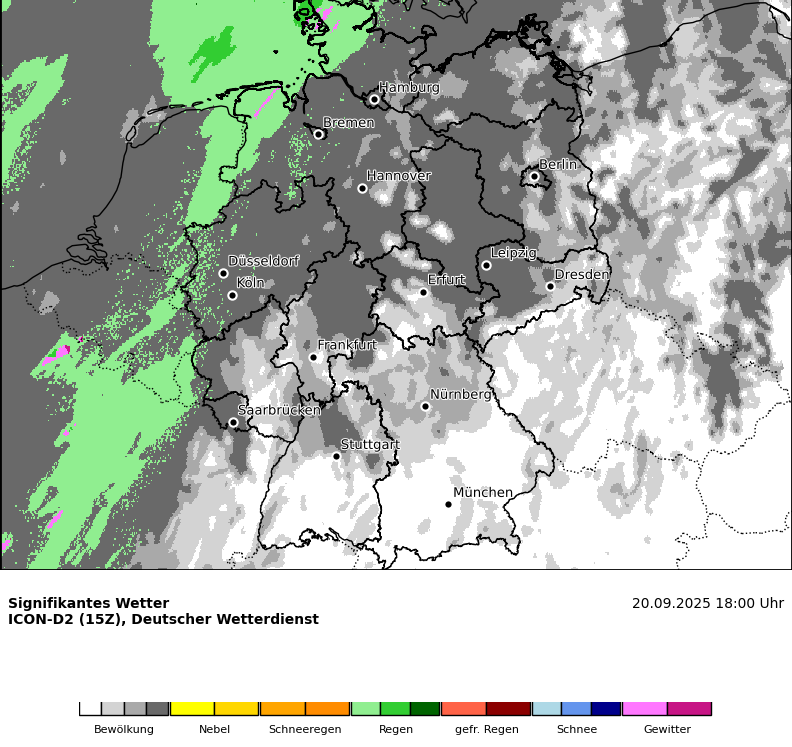 Hamburg
Bremen
Berlin
Hannover
Leipzig
Düsseldorf
Dresden
Köln
Erfurt
Frankfurt
Nürnberg
Saarbrücken
Stuttgart
München
Signifikantes Wetter
20.09.2025 18:00 Uhr
ICON-D2 (15Z), Deutscher Wetterdienst
Bewölkung Nebel Schneeregen Regen gefr. Regen Schnee Gewitter